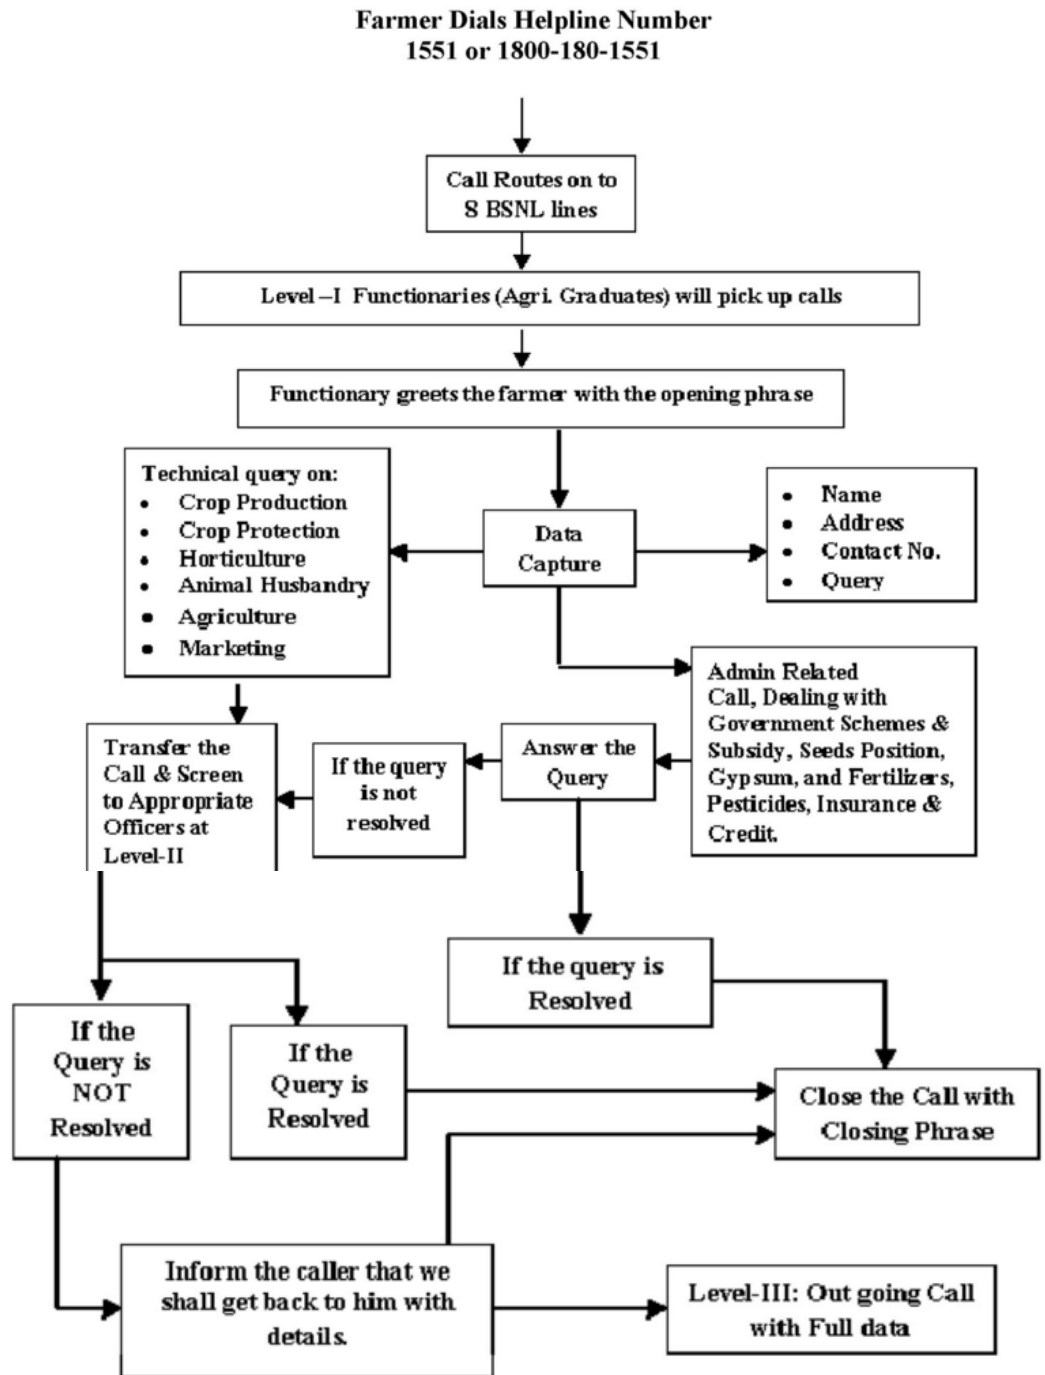 Farmer Dials Helpline Number
1551 or 1800-180-1551
Call Routes on to
8 BSNL lines
Level–I Functionaries (Agri. Graduates) will pick up calls
Functionary greets the farmer with the opening phrase
Technical query on:
• Crop Production
• Crop Protection
• Horticulture
• Animal Husbandry
• Agriculture
• Marketing
Data
Capture
• Name
• Address
• Contact No.
• Query
Admin Related
Call, Dealing with
Government Schemes &
Subsidy, Seeds Position,
Gypsum, and Fertilizers,
Pesticides, Insurance &
Credit.
Answer the
Query
If the query
is not
resolved
Transfer the
Call & Screen
to Appropriate
Officers at
Level-II
If the query is
Resolved
If the
Query is
NOT
Resolved
If the
Query is
Resolved
Close the Call with
Closing Phrase
Inform the caller that we
shall get back to him with
details.
Level-III: Out going Call
with Full data